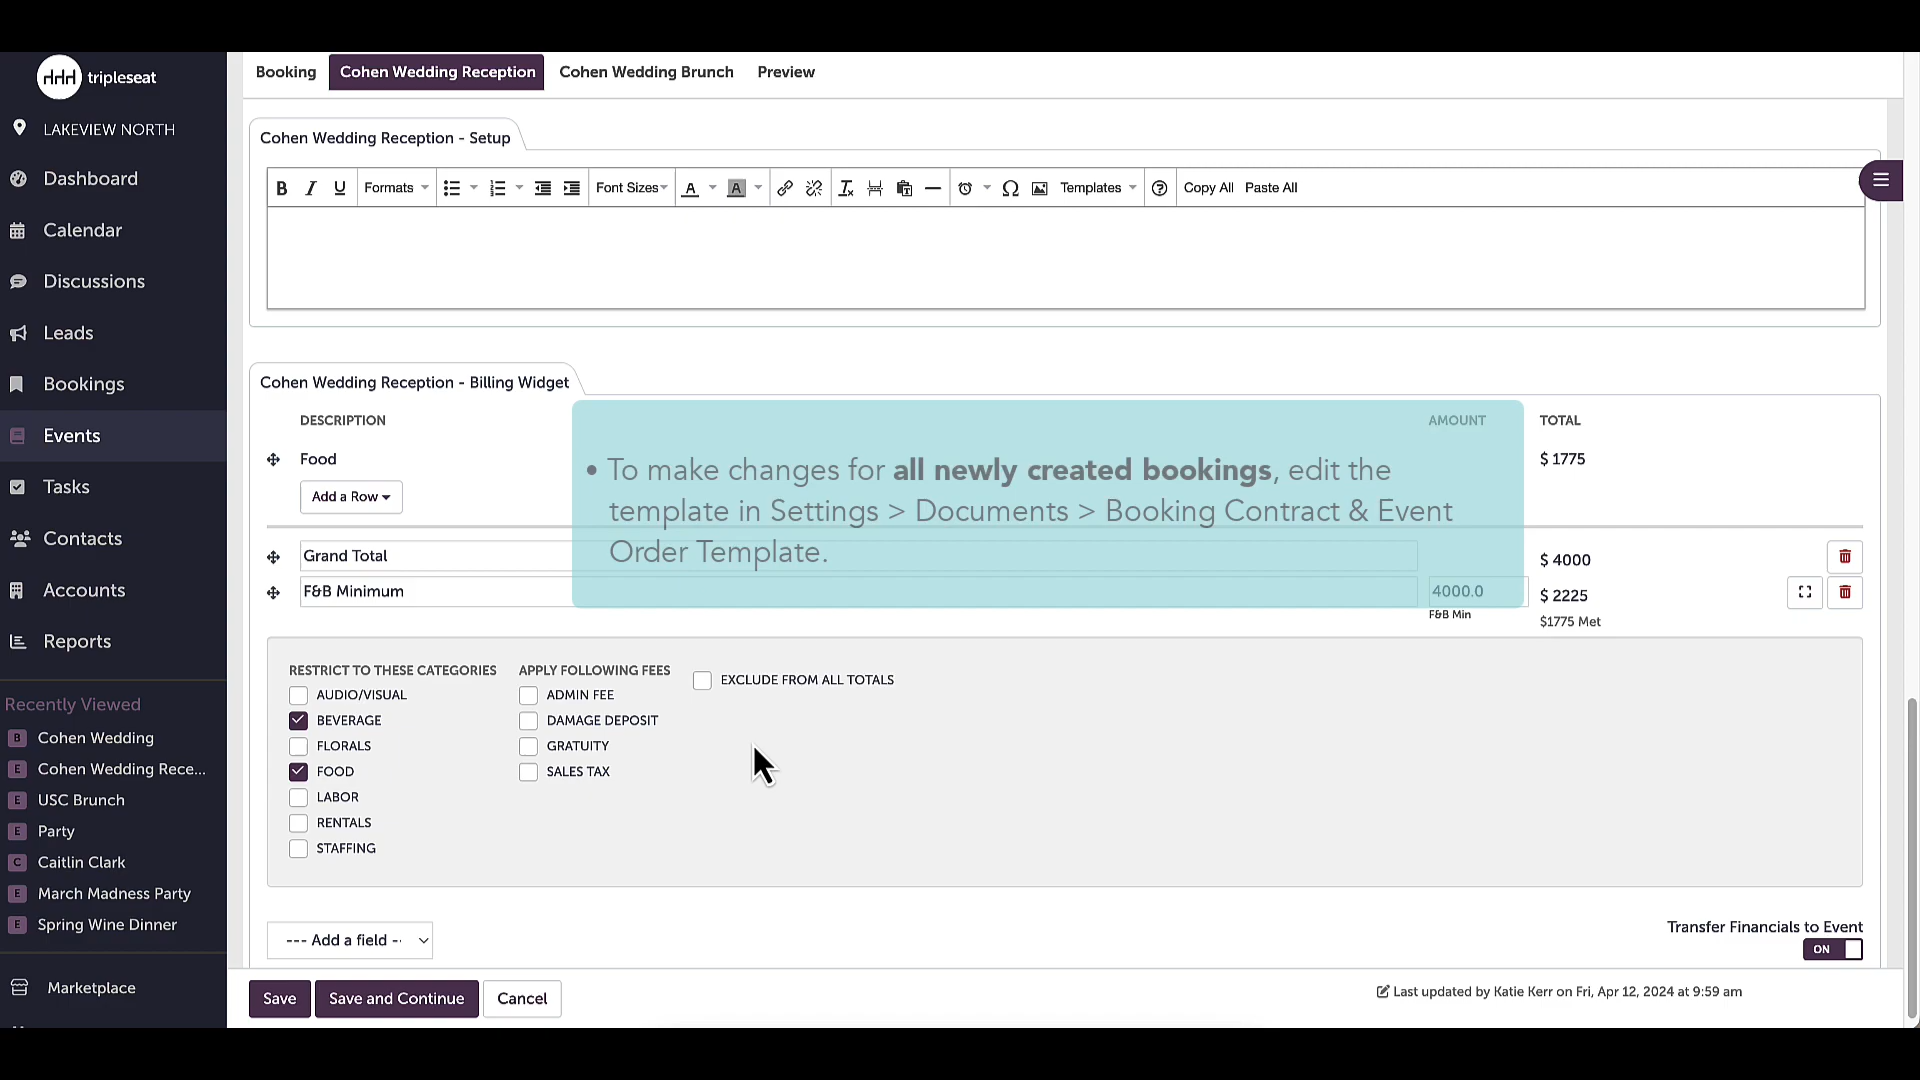 tripleseat
LAKEVIEW NORTH
Dashboard
Calendar
Discussions
Leads
Bookings
Events
Tasks
Contacts
Accounts
Reports
Recently Viewed
B Cohen Wedding
E Cohen Wedding Rece...
E USC Brunch
E Party
C Caitlin Clark
E March Madness Party
E Spring Wine Dinner
Marketplace
Booking Cohen Wedding Reception Cohen Wedding Brunch Preview
Cohen Wedding Reception - Setup
B I U Formats Font Sizes A A Templates Copy All Paste All
Cohen Wedding Reception - Billing Widget
DESCRIPTION AMOUNT TOTAL
Food $ 1775
Add a Row
• To make changes for all newly created bookings, edit the
template in Settings > Documents > Booking Contract & Event
Order Template.
Grand Total $ 4000
F&B Minimum 4000.0 $ 2225
F&B Min $1775 Met
RESTRICT TO THESE CATEGORIES
AUDIO/VISUAL
BEVERAGE
FLORALS
FOOD
LABOR
RENTALS
STAFFING
APPLY FOLLOWING FEES
ADMIN FEE
DAMAGE DEPOSIT
GRATUITY
SALES TAX
EXCLUDE FROM ALL TOTALS
--- Add a field -
Transfer Financials to Event
ON
Save Save and Continue Cancel
Last updated by Katie Kerr on Fri, Apr 12, 2024 at 9:59 am